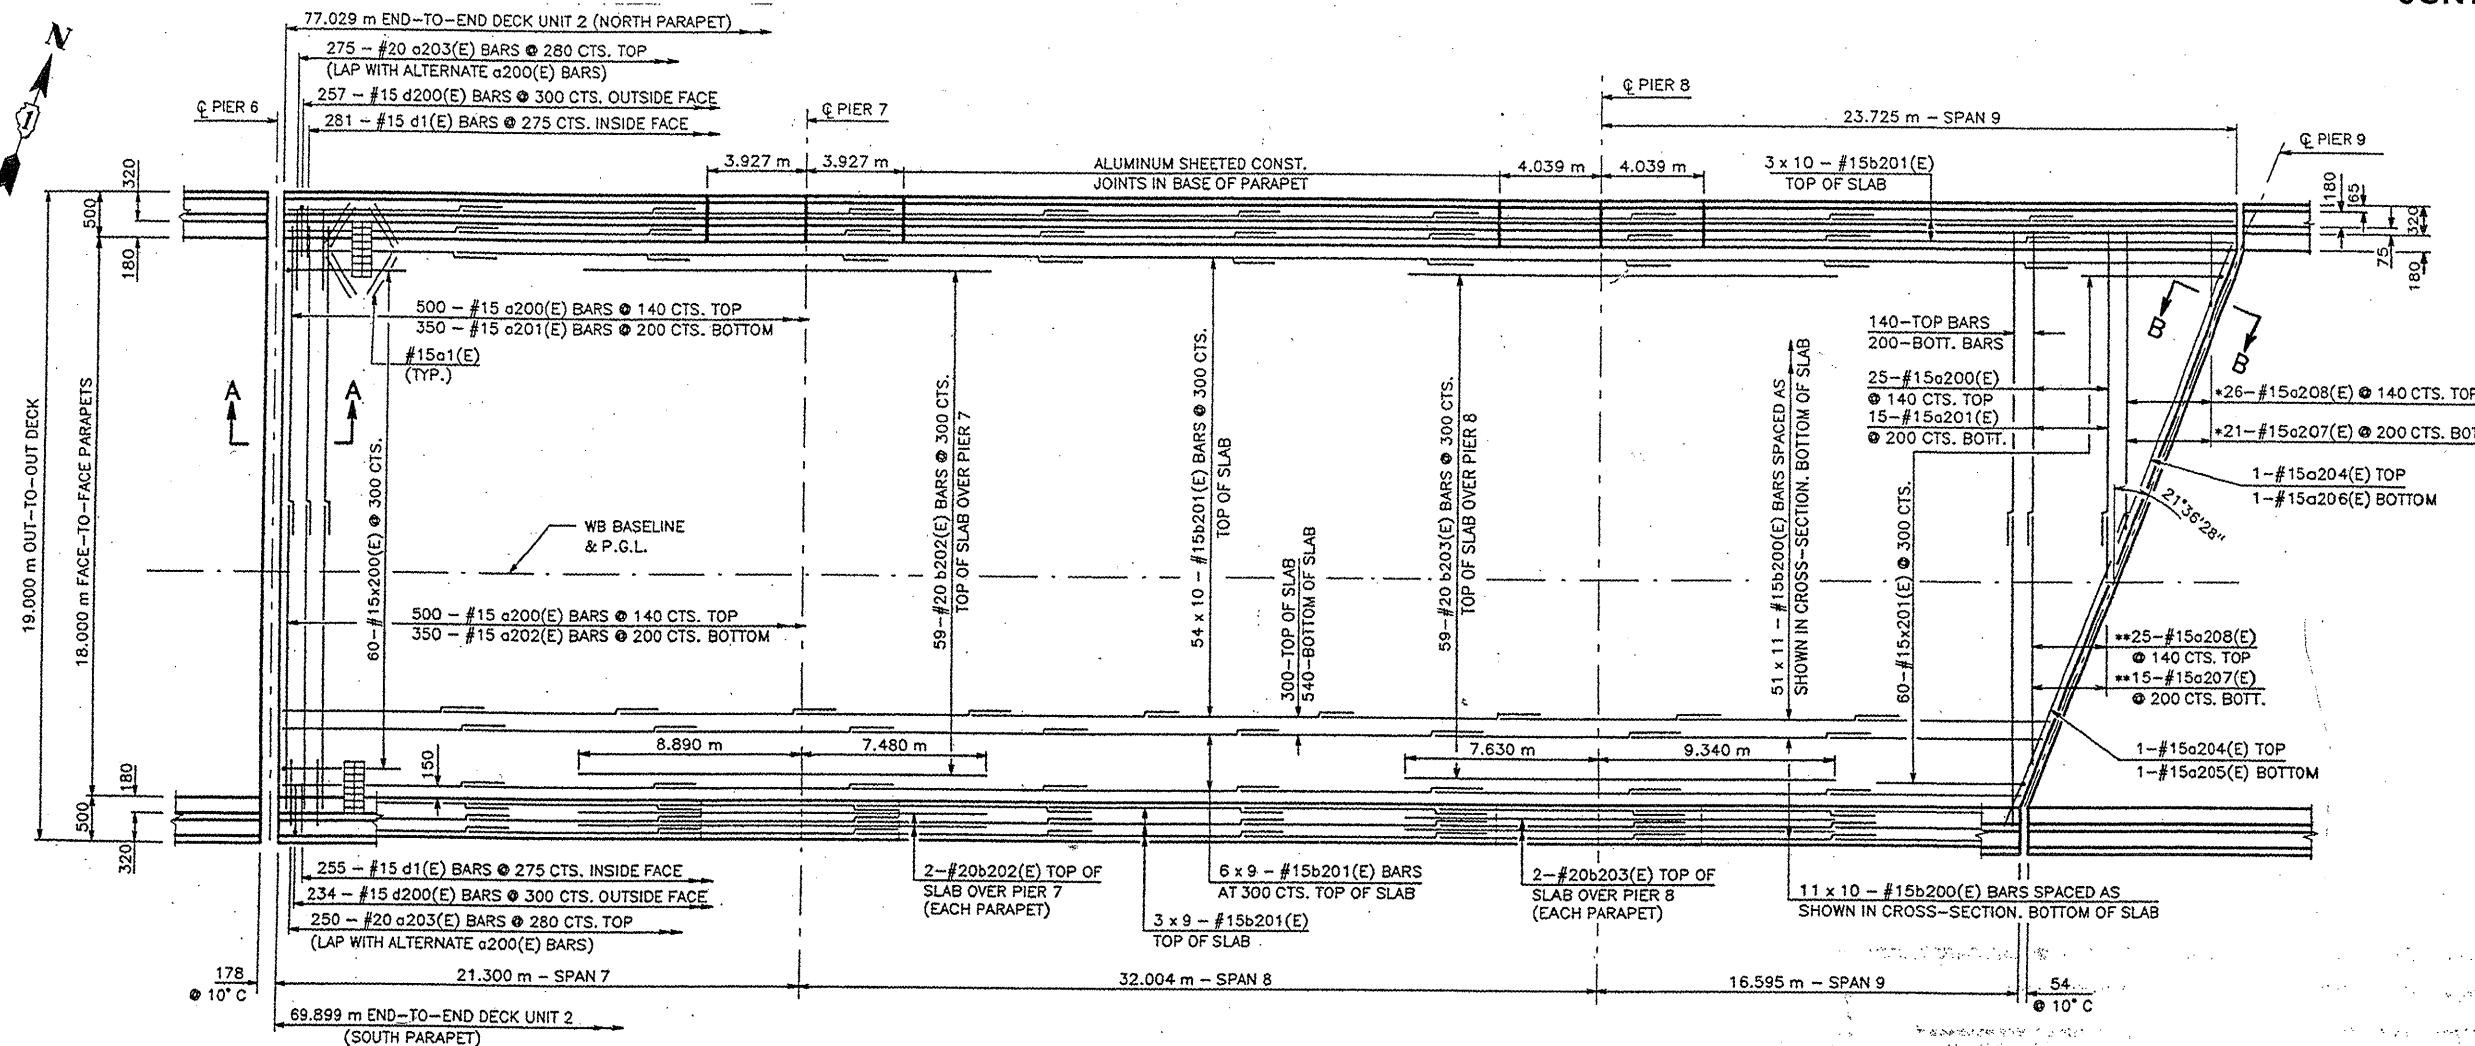 77.029 m END-TO-END DECK UNIT 2 (NORTH PARAPET)
275 - #20 a203(E) BARS @ 280 CTS. TOP
(LAP WITH ALTERNATE a200(E) BARS)
257 - #15 d200(E) BARS @ 300 CTS. OUTSIDE FACE
281 - #15 d1(E) BARS @ 275 CTS. INSIDE FACE
N
1
℄ PIER 6
℄ PIER 7
℄ PIER 8
23.725 m - SPAN 9
℄ PIER 9
3.927 m
3.927 m
ALUMINUM SHEETED CONST.
JOINTS IN BASE OF PARAPET
4.039 m
4.039 m
3 x 10 - #15b201(E)
TOP OF SLAB
320
500
180
180
65
320
75
180
500 - #15 a200(E) BARS @ 140 CTS. TOP
350 - #15 a201(E) BARS @ 200 CTS. BOTTOM
#15a1(E)
(TYP.)
A
A
B
B
140-TOP BARS
200-BOTT. BARS
25-#15a200(E)
@ 140 CTS. TOP
15-#15a201(E)
@ 200 CTS. BOTT.
*26-#15a208(E) @ 140 CTS. TOP
*21-#15a207(E) @ 200 CTS. BOT
1-#15a204(E) TOP
1-#15a206(E) BOTTOM
21°36'28"
19.000 m OUT-TO-OUT DECK
18.000 m FACE-TO-FACE PARAPETS
60-#15x200(E) @ 300 CTS.
59-#20 b202(E) BARS @ 300 CTS.
TOP OF SLAB OVER PIER 7
54 x 10 - #15b201(E) BARS @ 300 CTS.
TOP OF SLAB
300-TOP OF SLAB
540-BOTTOM OF SLAB
59-#20 b203(E) BARS @ 300 CTS.
TOP OF SLAB OVER PIER 8
51 x 11 - #15b200(E) BARS SPACED AS
SHOWN IN CROSS-SECTION. BOTTOM OF SLAB
60-#15x201(E) @ 300 CTS.
WB BASELINE
& P.G.L.
500 - #15 a200(E) BARS @ 140 CTS. TOP
350 - #15 a202(E) BARS @ 200 CTS. BOTTOM
**25-#15a208(E)
@ 140 CTS. TOP
**15-#15a207(E)
@ 200 CTS. BOTT.
1-#15a204(E) TOP
1-#15a205(E) BOTTOM
8.890 m
7.480 m
7.630 m
9.340 m
150
180
500
320
255 - #15 d1(E) BARS @ 275 CTS. INSIDE FACE
234 - #15 d200(E) BARS @ 300 CTS. OUTSIDE FACE
250 - #20 a203(E) BARS @ 280 CTS. TOP
(LAP WITH ALTERNATE a200(E) BARS)
2-#20b202(E) TOP OF
SLAB OVER PIER 7
(EACH PARAPET)
6 x 9 - #15b201(E) BARS
AT 300 CTS. TOP OF SLAB
3 x 9 - #15b201(E)
TOP OF SLAB
2-#20b203(E) TOP OF
SLAB OVER PIER 8
(EACH PARAPET)
11 x 10 - #15b200(E) BARS SPACED AS
SHOWN IN CROSS-SECTION. BOTTOM OF SLAB
178
@ 10° C
21.300 m - SPAN 7
32.004 m - SPAN 8
16.595 m - SPAN 9
54
@ 10° C
69.899 m END-TO-END DECK UNIT 2
(SOUTH PARAPET)